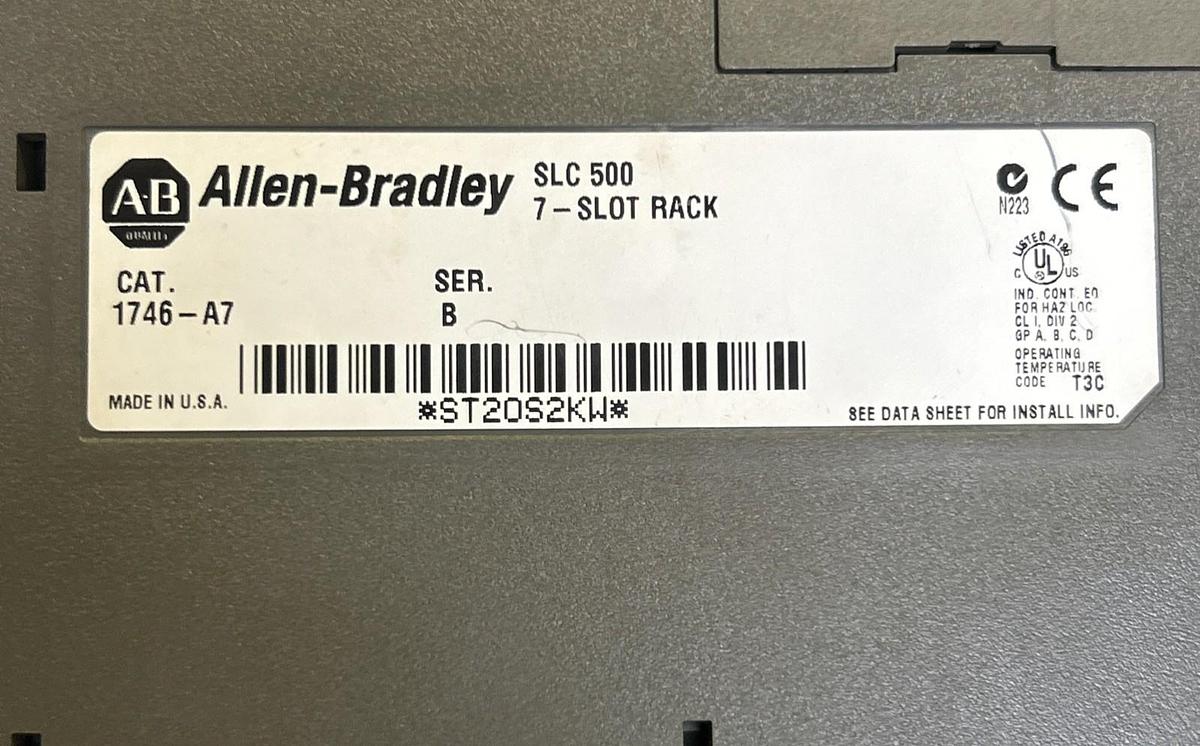 A·B
QUALITY
Allen-Bradley
SLC 500
7-SLOT RACK
N223
CE
CAT.
1746-A7
SER.
B
LISTED A196
C UL US
IND. CONT. EQ
FOR HAZ LOC.
CL I, DIV 2
GP A, B, C, D
OPERATING
TEMPERATURE
CODE T3C
MADE IN U.S.A.
*ST20S2KW*
SEE DATA SHEET FOR INSTALL INFO.